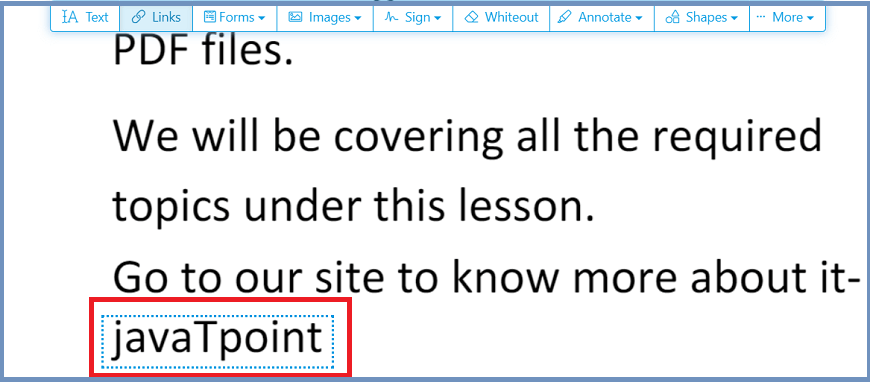 Text Links Forms Images Sign Whiteout Annotate Shapes More
PDF files.
We will be covering all the required
topics under this lesson.
Go to our site to know more about it-
javaTpoint